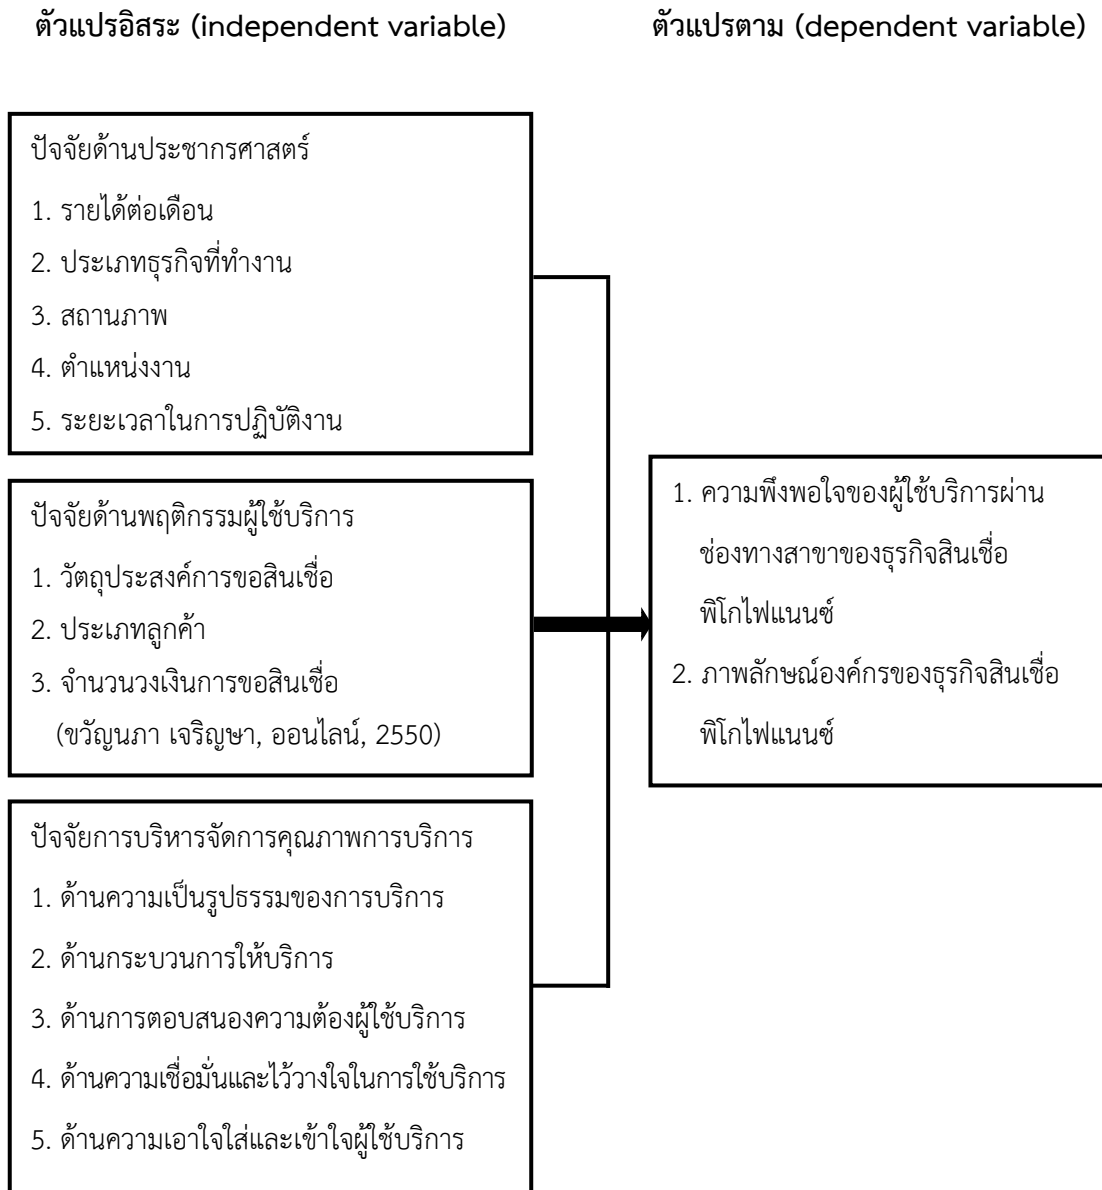 ตัวแปรอิสระ (independent variable)
ตัวแปรตาม (dependent variable)
ปัจจัยด้านประชากรศาสตร์
1. รายได้ต่อเดือน
2. ประเภทธุรกิจที่ทำงาน
3. สถานภาพ
4. ตำแหน่งงาน
5. ระยะเวลาในการปฏิบัติงาน
ปัจจัยด้านพฤติกรรมผู้ใช้บริการ
1. วัตถุประสงค์การขอสินเชื่อ
2. ประเภทลูกค้า
3. จำนวนวงเงินการขอสินเชื่อ
(ขวัญนภา เจริญษา, ออนไลน์, 2550)
ปัจจัยการบริหารจัดการคุณภาพการบริการ
1. ด้านความเป็นรูปธรรมของการบริการ
2. ด้านกระบวนการให้บริการ
3. ด้านการตอบสนองความต้องผู้ใช้บริการ
4. ด้านความเชื่อมั่นและไว้วางใจในการใช้บริการ
5. ด้านความเอาใจใส่และเข้าใจผู้ใช้บริการ
1. ความพึงพอใจของผู้ใช้บริการผ่าน
ช่องทางสาขาของธุรกิจสินเชื่อ
พิโกไฟแนนซ์
2. ภาพลักษณ์องค์กรของธุรกิจสินเชื่อ
พิโกไฟแนนซ์